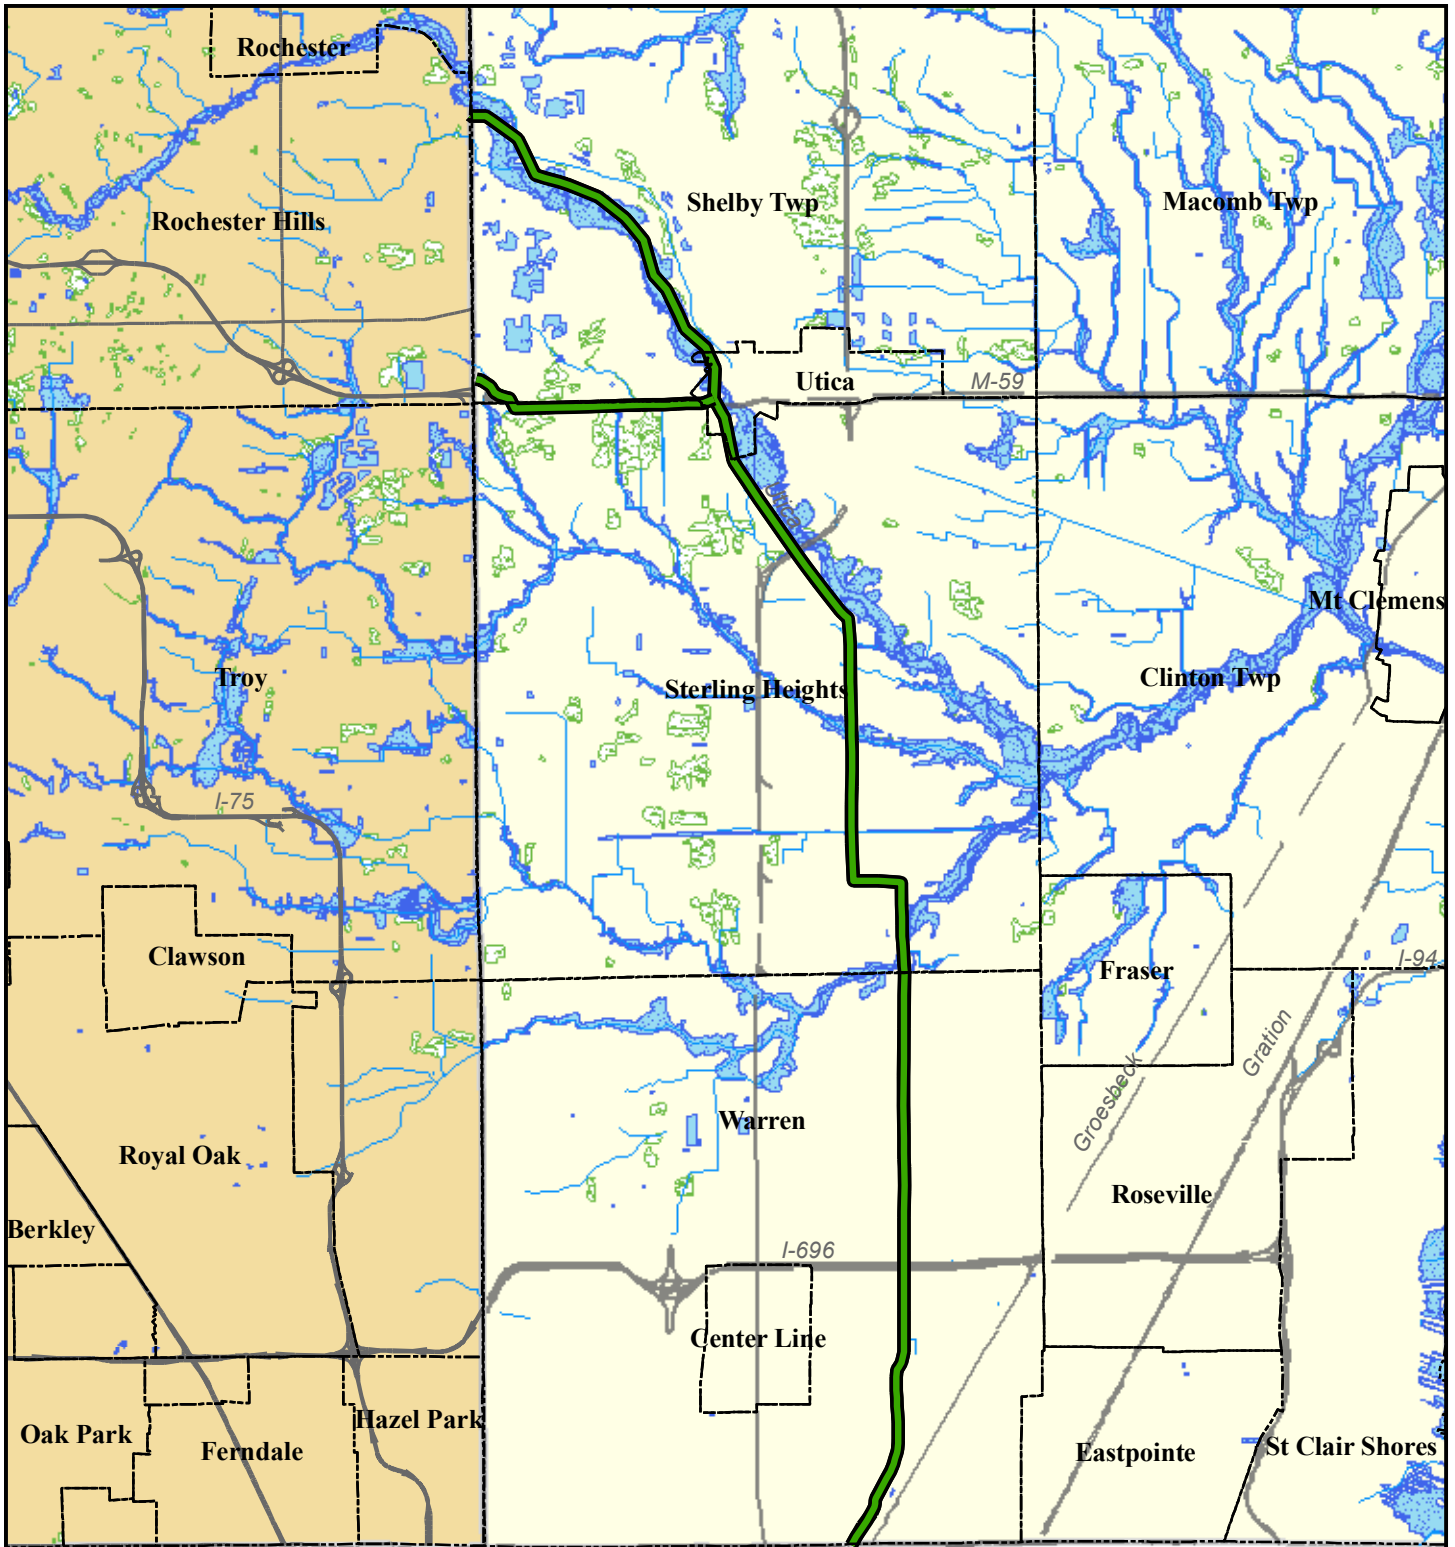 Rochester
Shelby Twp
Macomb Twp
Rochester Hills
Utica
M-59
Mt Clemens
Troy
Sterling Heights
Clinton Twp
I-75
Clawson
Fraser
I-94
Gration
Groesbeck
Warren
Royal Oak
Roseville
Berkley
I-696
Center Line
Oak Park
Hazel Park
Ferndale
Eastpointe
St Clair Shores